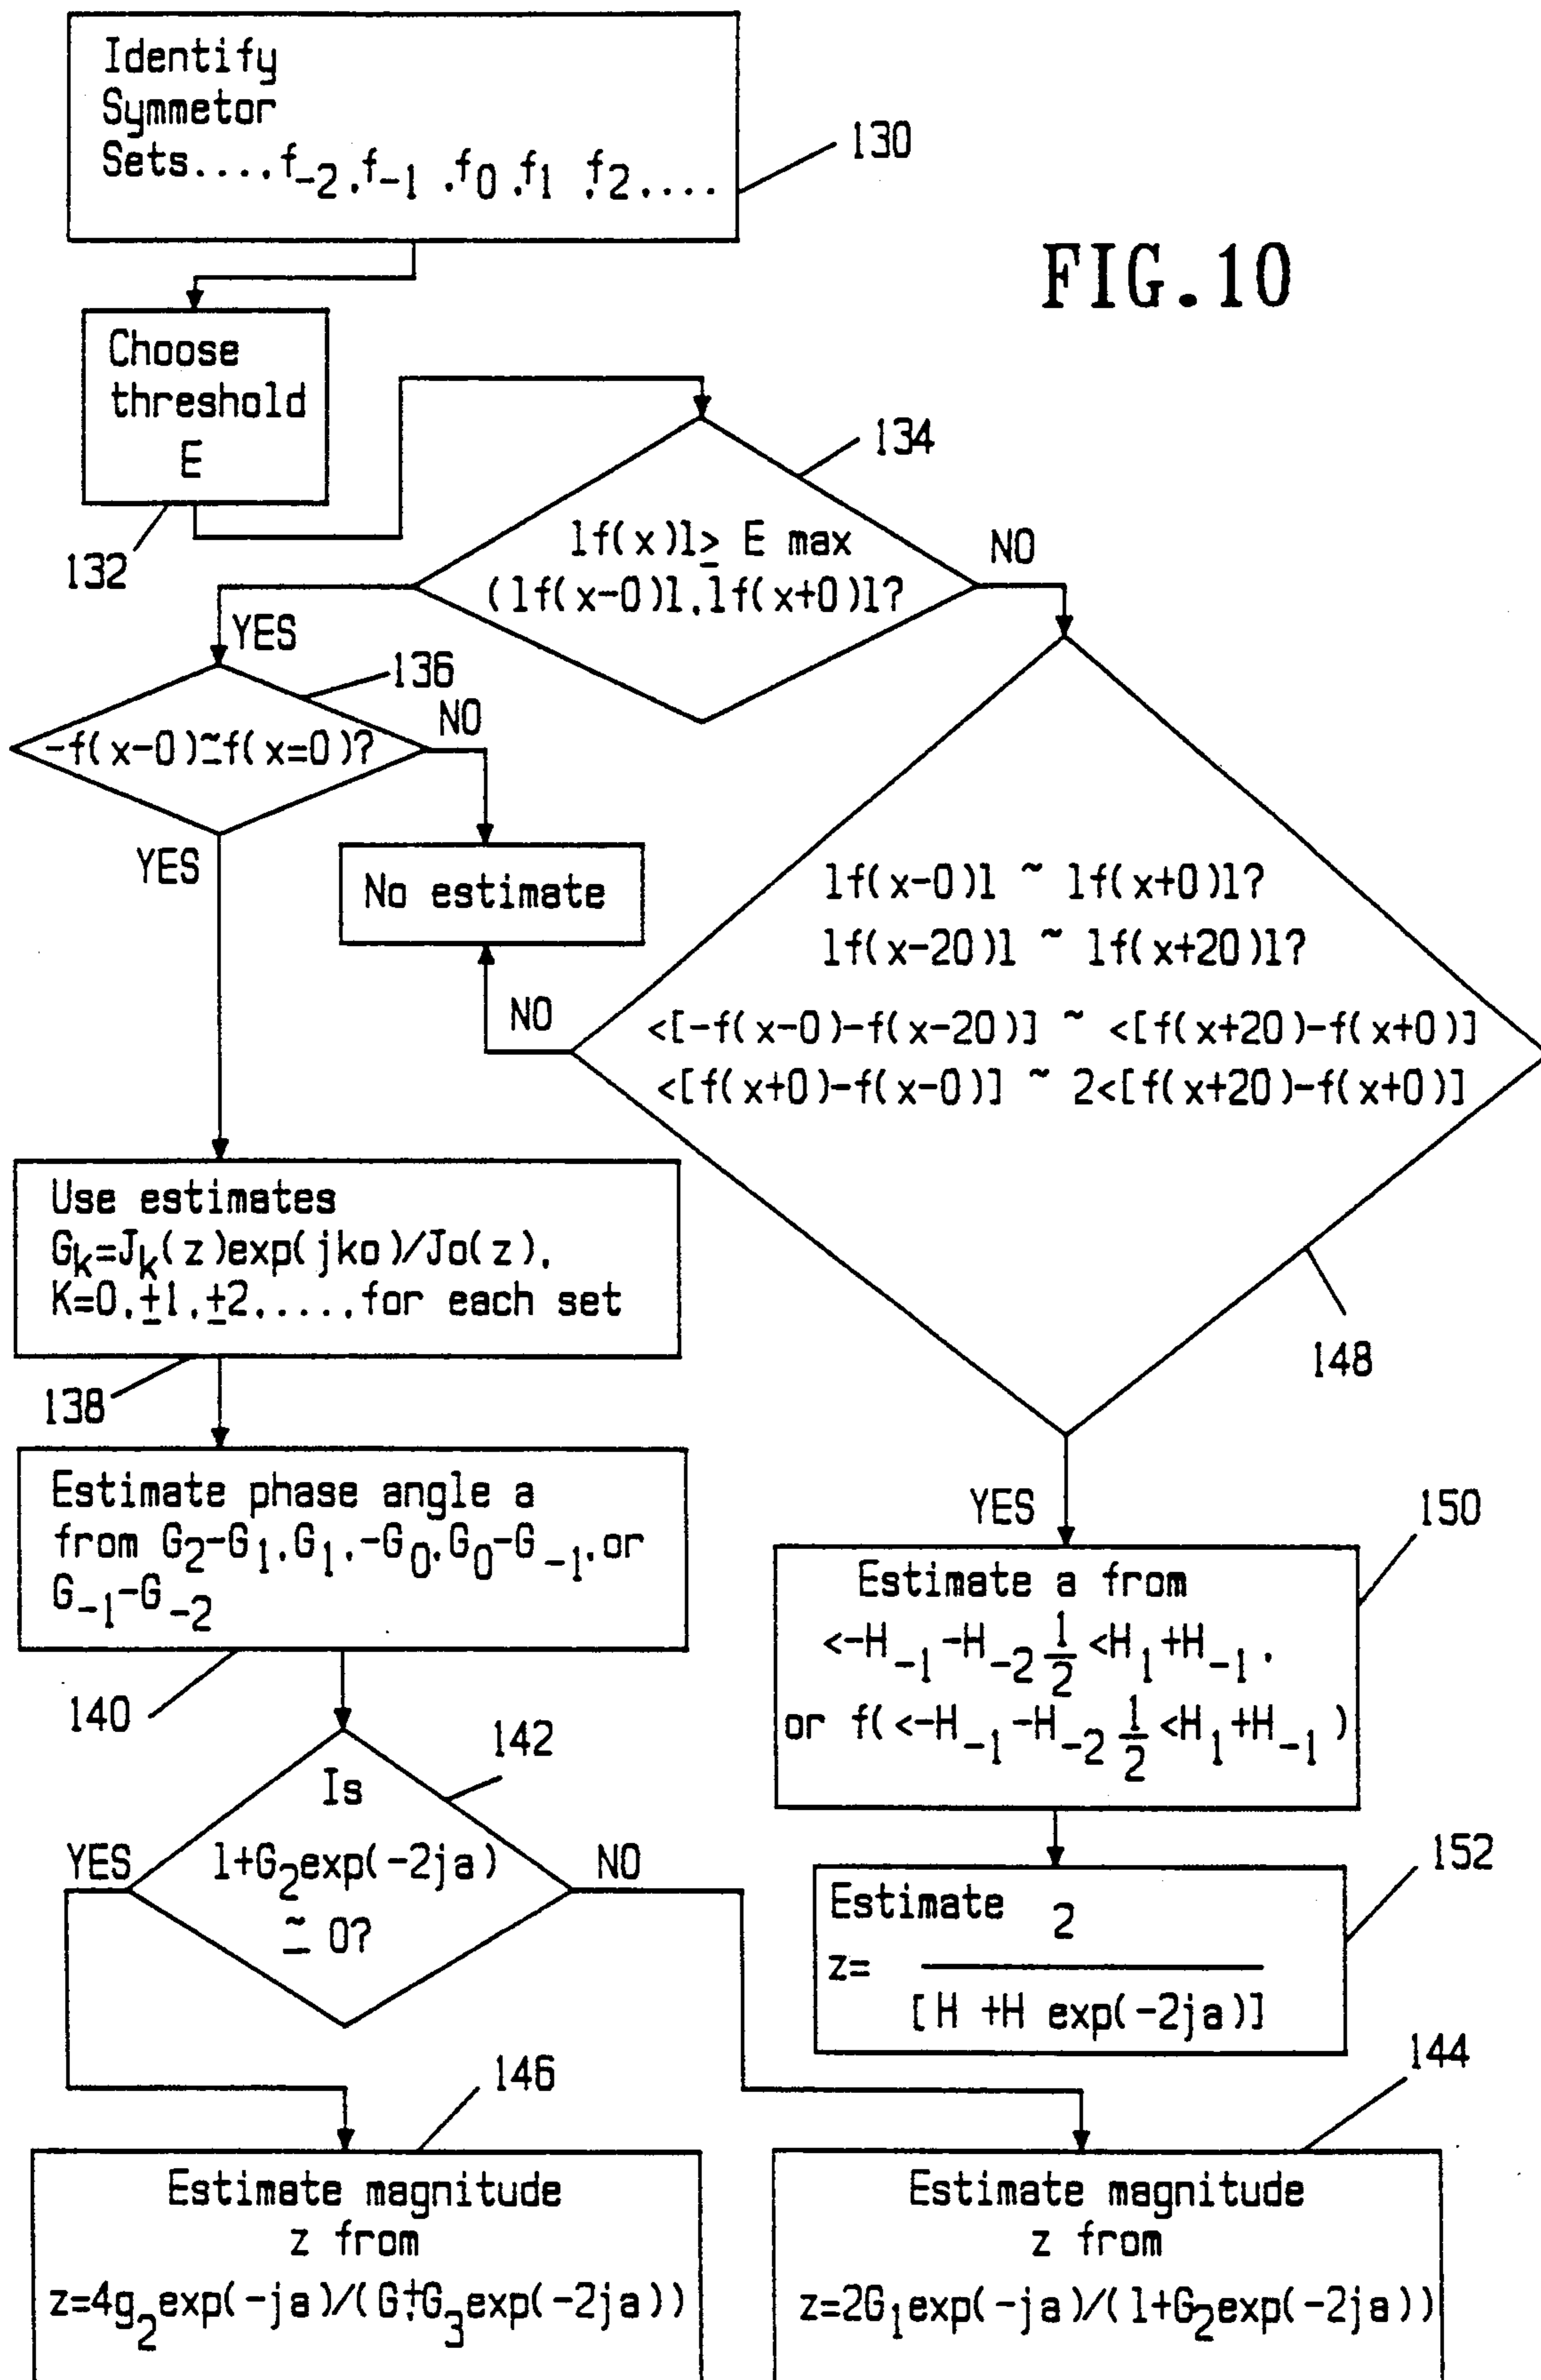 Identify
Symmetor
Sets....f-2,f-1 ,f0,f1 f2,....
130
FIG.10
Choose
threshold
E
132
134
lf(x)l≥ E max
(lf(x-0)l,lf(x+0)l?
NO
YES
136
-f(x-0)≃f(x=0)?
NO
YES
No estimate
lf(x-0)l ~ lf(x+0)l?
lf(x-20)l ~ lf(x+20)l?
<[-f(x-0)-f(x-20)] ~ <[f(x+20)-f(x+0)]
<[f(x+0)-f(x-0)] ~ 2<[f(x+20)-f(x+0)]
NO
148
Use estimates
Gk=Jk(z)exp(jko)/Jo(z),
K=0,±1,±2,....,for each set
138
Estimate phase angle a
from G2-G1,G1,-G0,G0-G-1,or
G-1-G-2
140
YES
150
Estimate a from
<-H-1-H-2 1/2 <H1+H-1,
or f(<-H-1-H-2 1/2 <H1+H-1)
142
Is
1+G2exp(-2ja)
≃ 0?
YES
NO
152
Estimate 2
z=
[H +H exp(-2ja)]
146
144
Estimate magnitude
z from
z=4g2exp(-ja)/(G+G3exp(-2ja))
Estimate magnitude
z from
z=2G1exp(-ja)/(1+G2exp(-2ja))